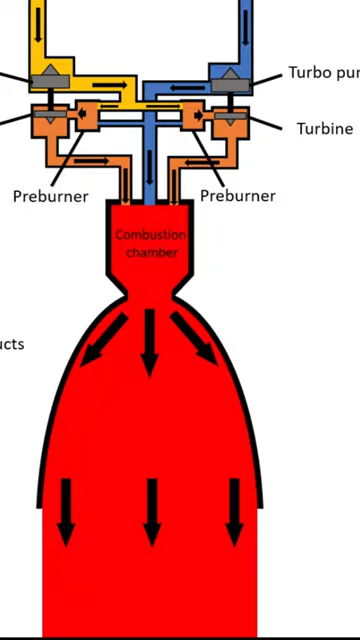 Turbo pu
Turbine
Preburner
Preburner
Combustion
chamber
ucts